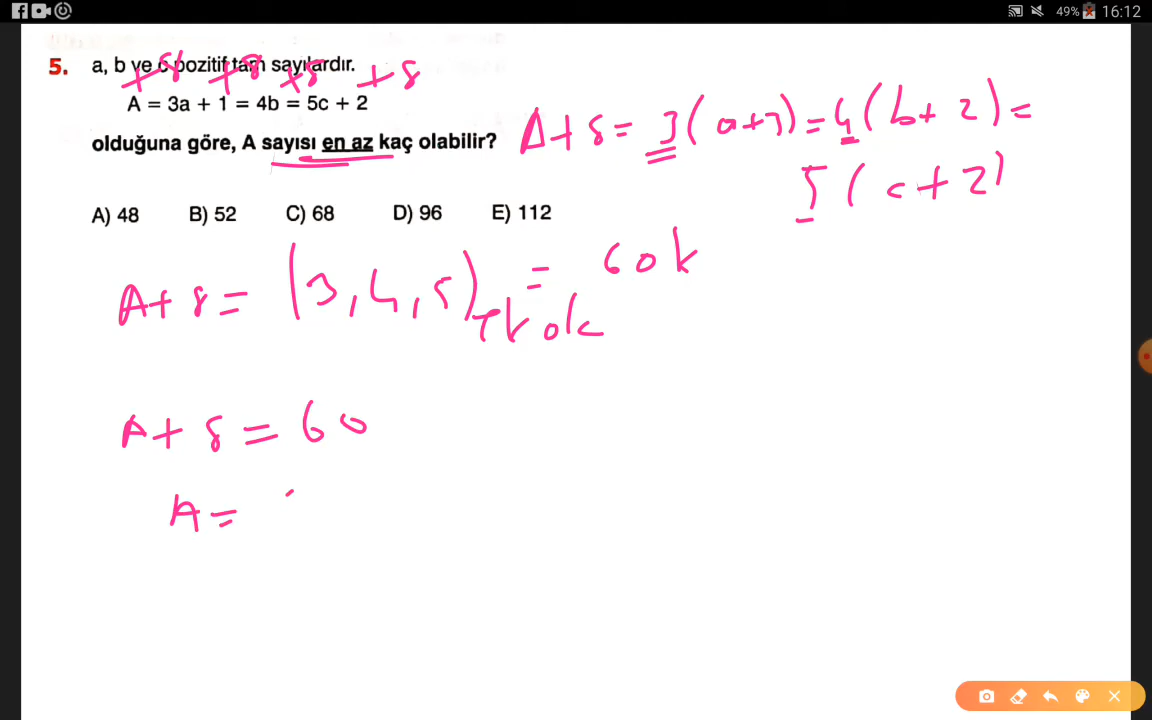 49% 16:12
5. a, b ve c pozitif tam sayılardır.
+8 +8 +8 +8
A = 3a + 1 = 4b = 5c + 2
olduğuna göre, A sayısı en az kaç olabilir?
A) 48 B) 52 C) 68 D) 96 E) 112
A+8 = 3(a+3) = 4(b+2) =
5(c+2)
A+8 = (3,4,5) = 60k
A+8 = 60
A =